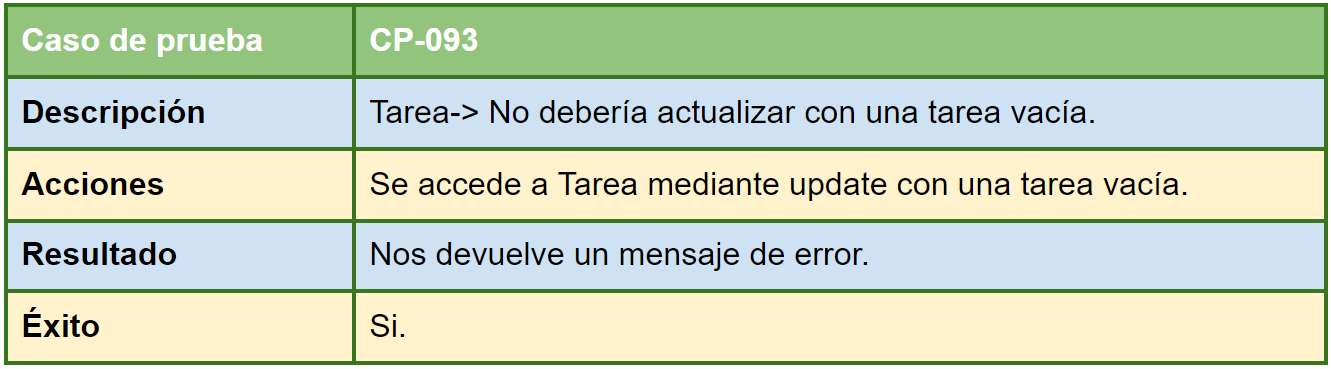 Caso de prueba CP-093
Descripción Tarea-> No debería actualizar con una tarea vacía.
Acciones Se accede a Tarea mediante update con una tarea vacía.
Resultado Nos devuelve un mensaje de error.
Éxito Si.